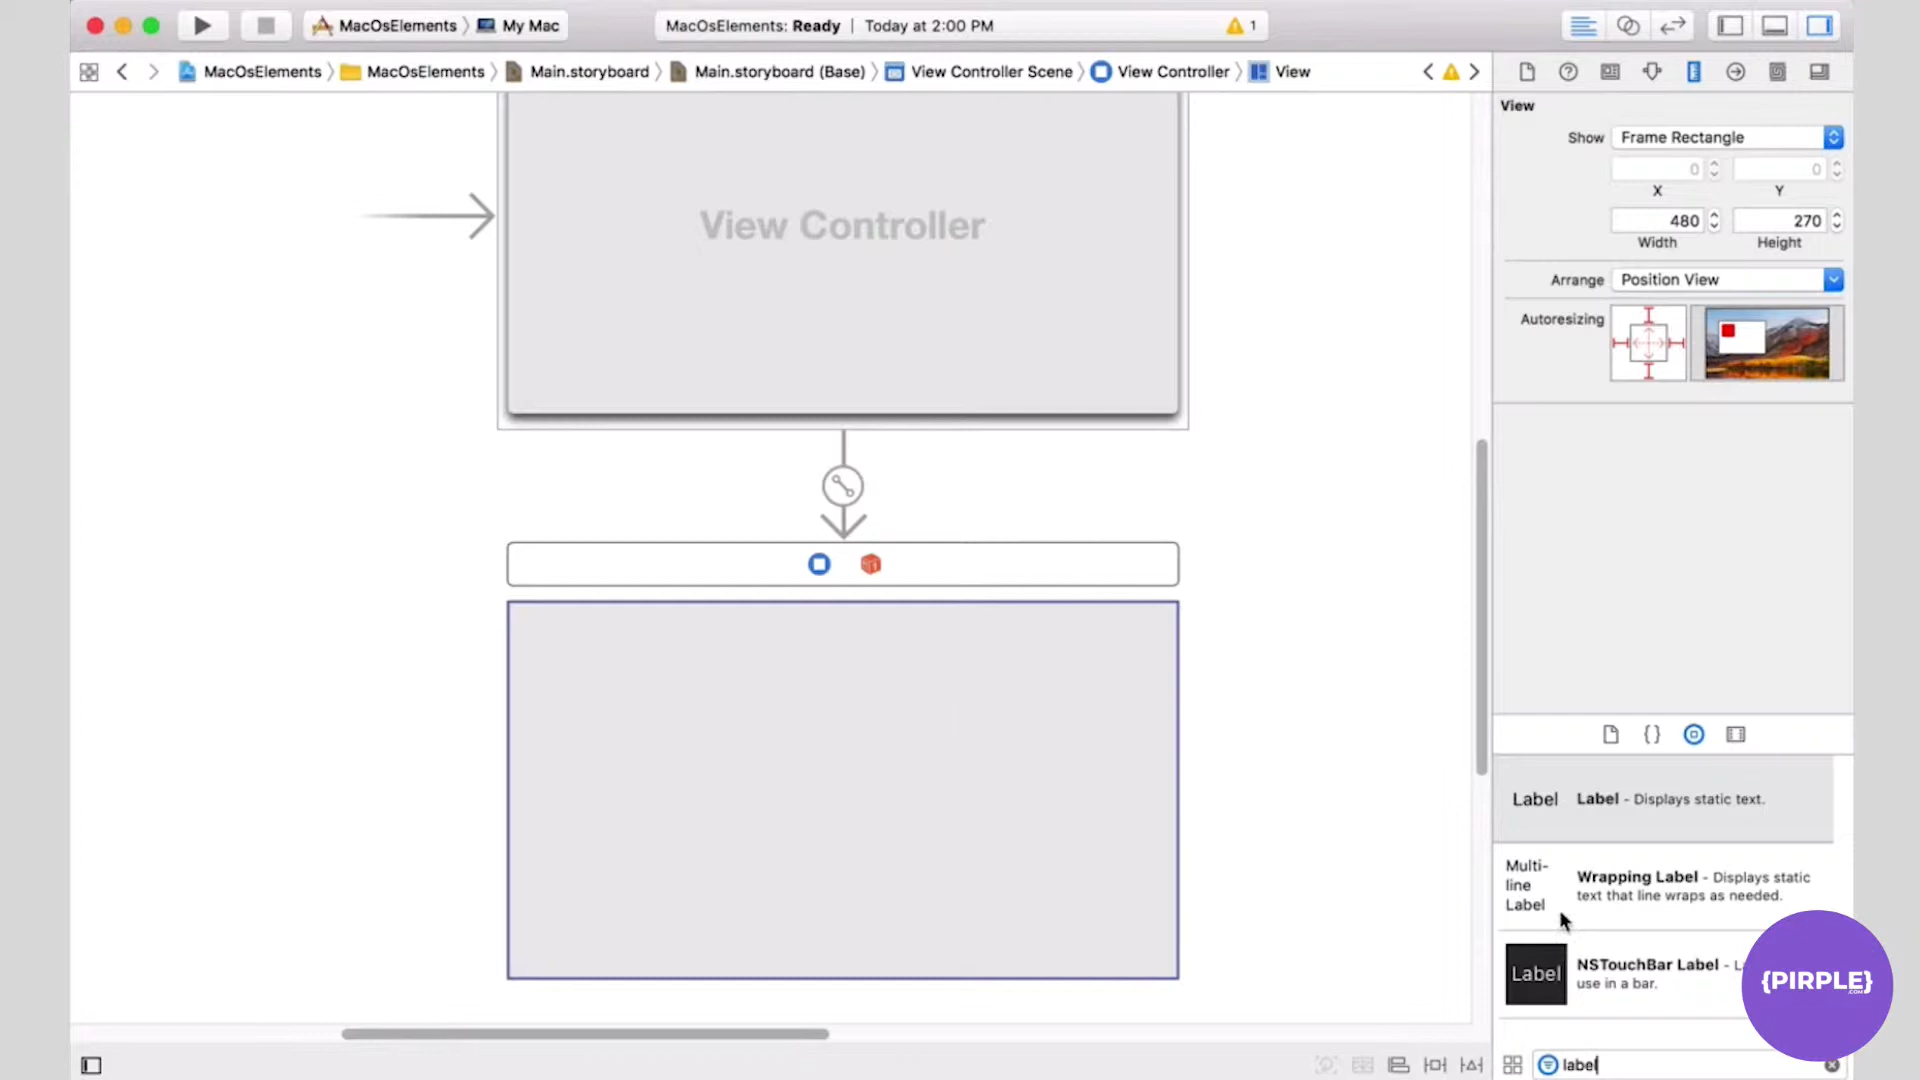 MacOsElements My Mac
MacOsElements: Ready | Today at 2:00 PM
1
MacOsElements MacOsElements Main.storyboard Main.storyboard (Base) View Controller Scene View Controller View
View
Show Frame Rectangle
0 0
X Y
480 270
Width Height
Arrange Position View
Autoresizing
View Controller
{ }
Label Label - Displays static text.
Multi-
line
Label
Wrapping Label - Displays static
text that line wraps as needed.
Label NSTouchBar Label -
use in a bar.
{PIRPLE}
.COM
label